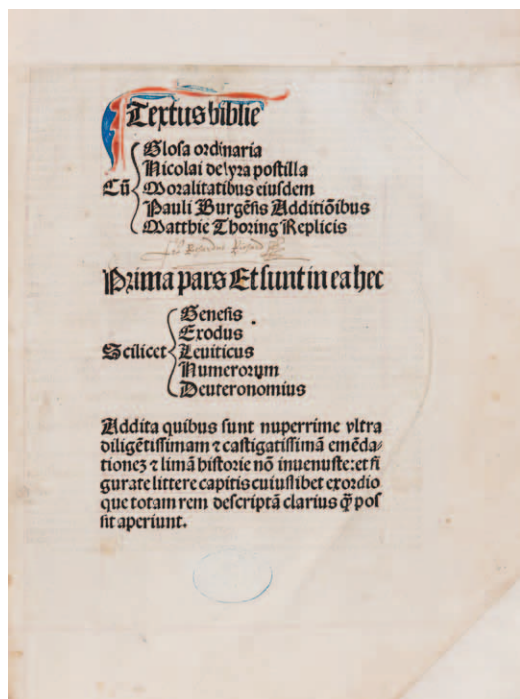 Textus biblie
Glosa ordinaria
Nicolai de lyra postilla
Cū Moralitatibus eiusdem
Pauli Burgēsis Additiōibus
Matthie Thoring Replicis
Prima pars Et sunt in ea hec
Genesis
Exodus
Scilicet Leuiticus
Numerorum
Deuteronomius
Addita quibus sunt nuperrime vltra
diligētissimam ⁊ castigatissimā emēda⸗
tionez ⁊ limā historie nō inuenuste: et fi
gurate littere capitis cuiuslibet exordio
que totam rem descriptā clarius q̄ꝫ pos
sit aperiunt.